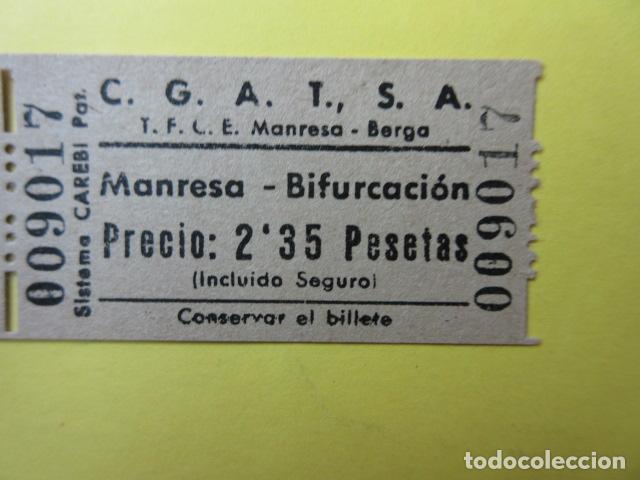 009017
Sistema CAREBI Pat.
C. G. A. T., S. A.
T. F. C. E. Manresa - Berga
Manresa - Bifurcación
Precio: 2'35 Pesetas
(Incluido Seguro)
Conservar el billete
009017
todocoleccion.net